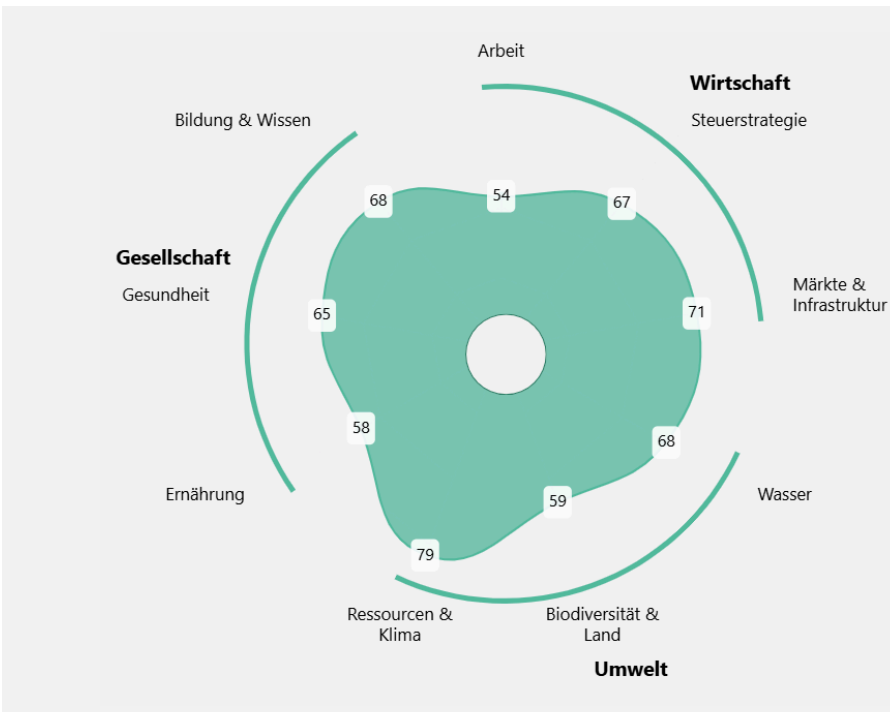 Arbeit
Wirtschaft
Bildung & Wissen
Steuerstrategie
68
54
67
Gesellschaft
Gesundheit
Märkte &
Infrastruktur
65
71
58
68
Ernährung
59
Wasser
79
Ressourcen &
Klima
Biodiversität &
Land
Umwelt